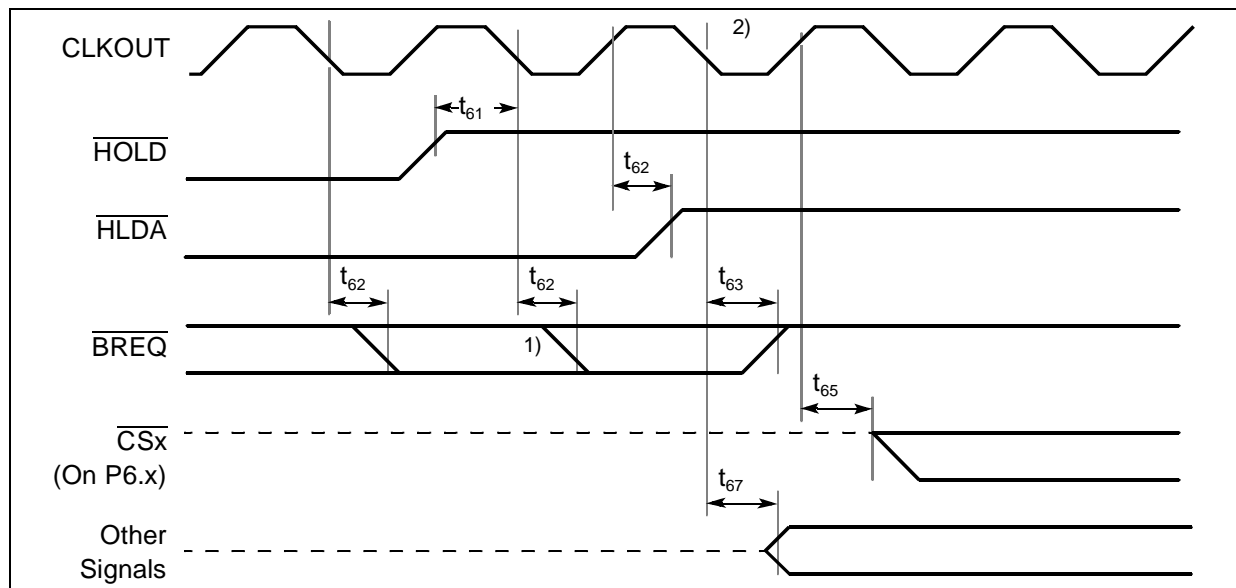 CLKOUT
2)
t61
HOLD
t62
HLDA
t62
t62
t63
BREQ
1)
t65
CSx
(On P6.x)
t67
Other
Signals